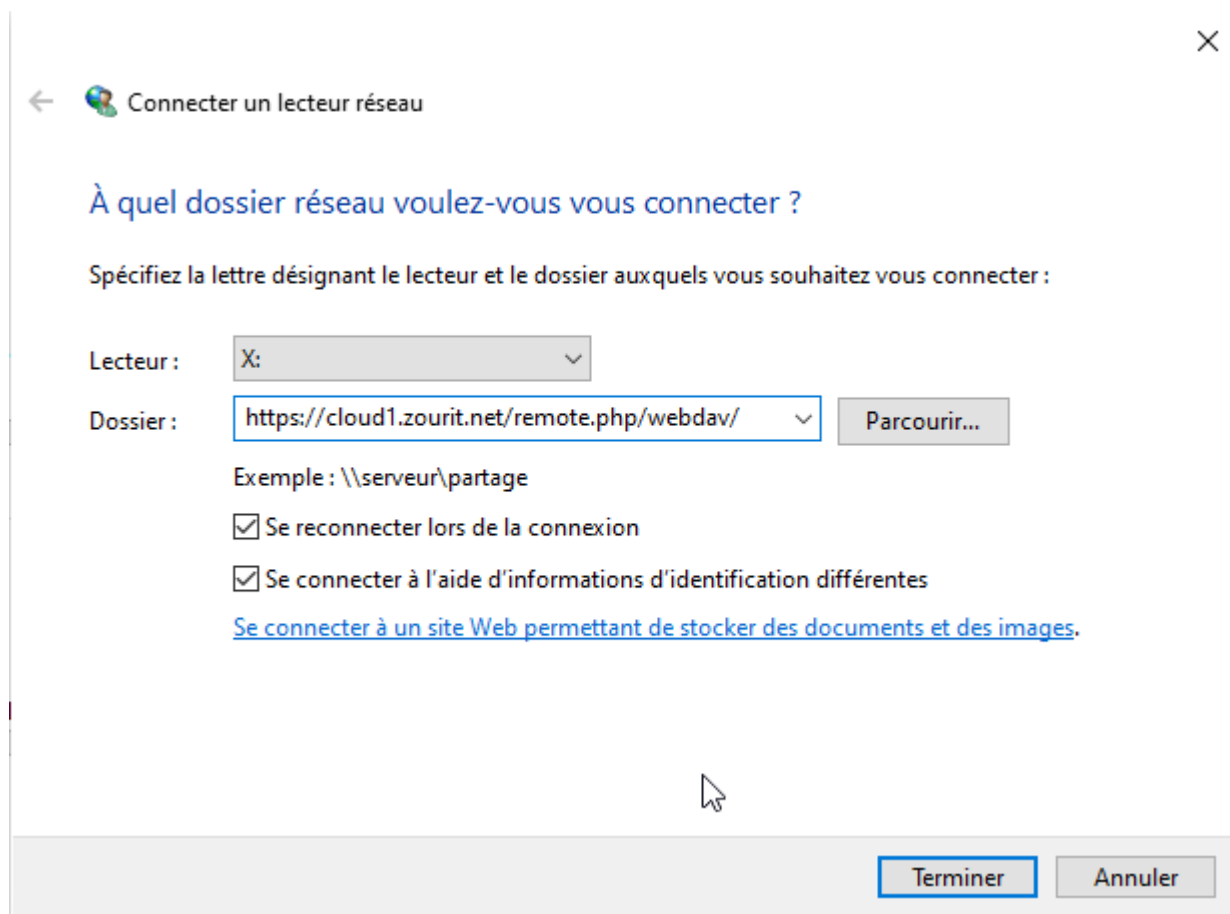 Connecter un lecteur réseau
À quel dossier réseau voulez-vous vous connecter ?
Spécifiez la lettre désignant le lecteur et le dossier auxquels vous souhaitez vous connecter :
Lecteur : X:
Dossier : https://cloud1.zourit.net/remote.php/webdav/ Parcourir...
Exemple : \\serveur\partage
Se reconnecter lors de la connexion
Se connecter à l'aide d'informations d'identification différentes
Se connecter à un site Web permettant de stocker des documents et des images.
Terminer Annuler